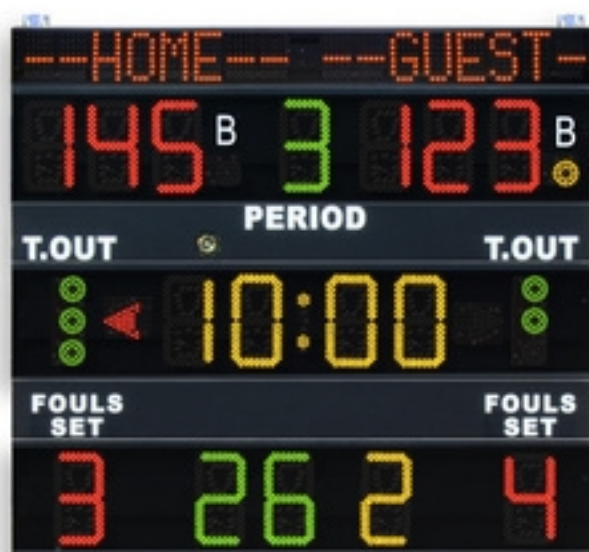 --HOME-- --GUEST-
145 B 3 123 B
PERIOD
T.OUT T.OUT
10:00
FOULS SET FOULS SET
3 26 2 4